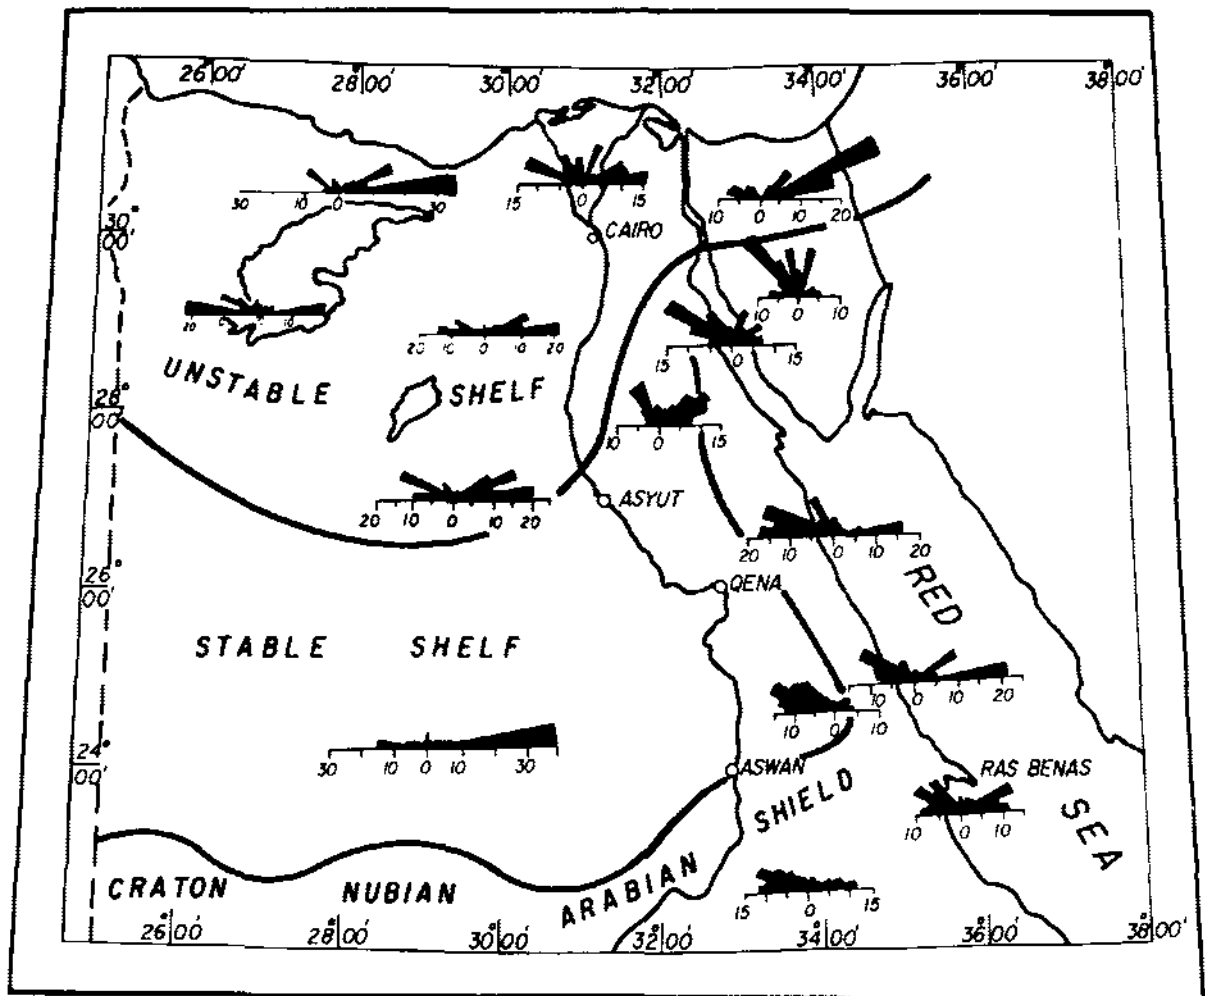 26°00' 28°00' 30°00' 32°00' 34°00' 36°00' 38°00'
30 10 0 30
15 0 15
10 0 10 20
30°
00'
CAIRO
10 0 10
20 0 10
20 10 0 10 20
15 0 15
UNSTABLE SHELF
28°
00'
10 0 15
20 10 0 10 20
ASYUT
20 10 0 10 20
26°
00'
QENA
RED
STABLE SHELF
10 0 10 20
10 0 10
24°
00'
30 10 0 10 30
ASWAN
RAS BENAS
SHIELD
10 0 10
SEA
CRATON NUBIAN ARABIAN
15 0 15
26°00' 28°00' 30°00' 32°00' 34°00' 36°00' 38°00'